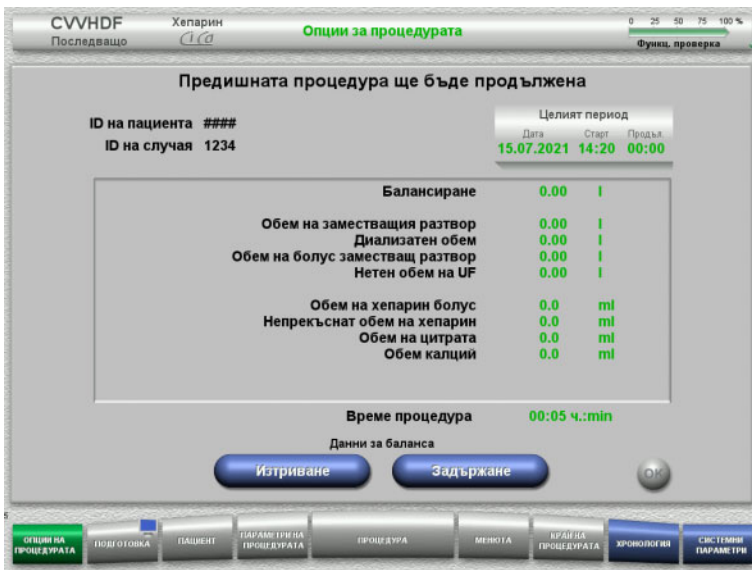 CVVHDF
Последващо
Хепарин
Ci Ca
Опции за процедурата
0 25 50 75 100 %
Функц. проверка
Предишната процедура ще бъде продължена
ID на пациента ####
ID на случая 1234
Целият период
Дата Старт Продъл.
15.07.2021 14:20 00:00
Балансиране 0.00 l
Обем на заместващия разтвор 0.00 l
Диализатен обем 0.00 l
Обем на болус заместващ разтвор 0.00 l
Нетен обем на UF 0.00 l
Обем на хепарин болус 0.0 ml
Непрекъснат обем на хепарин 0.0 ml
Обем на цитрата 0.0 ml
Обем калций 0.0 ml
Време процедура 00:05 ч.:min
Данни за баланса
Изтриване Задържане OK
ОПЦИИ НА
ПРОЦЕДУРАТА
ПОДГОТОВКА
ПАЦИЕНТ
ПАРАМЕТРИ НА
ПРОЦЕДУРАТА
ПРОЦЕДУРА
МЕНЮТА
КРАЙ НА
ПРОЦЕДУРАТА
ХРОНОЛОГИЯ
СИСТЕМНИ
ПАРАМЕТРИ